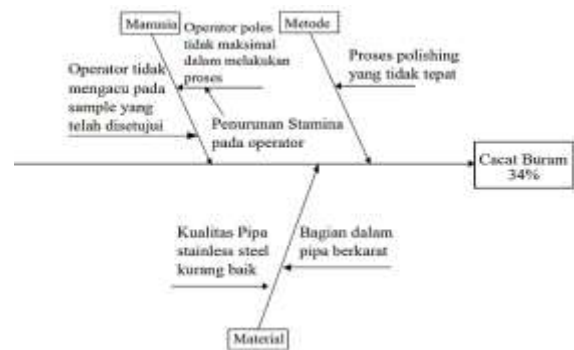 Manusia
Operator poles
tidak maksimal
dalam melakukan
proses
Metode
Operator tidak
mengacu pada
sample yang
telah disetujui
Penurunan Stamina
pada operator
Proses polishing
yang tidak tepat
Cacat Buram
34%
Kualitas Pipa
stainless steel
kurang baik
Bagian dalam
pipa berkarat
Material